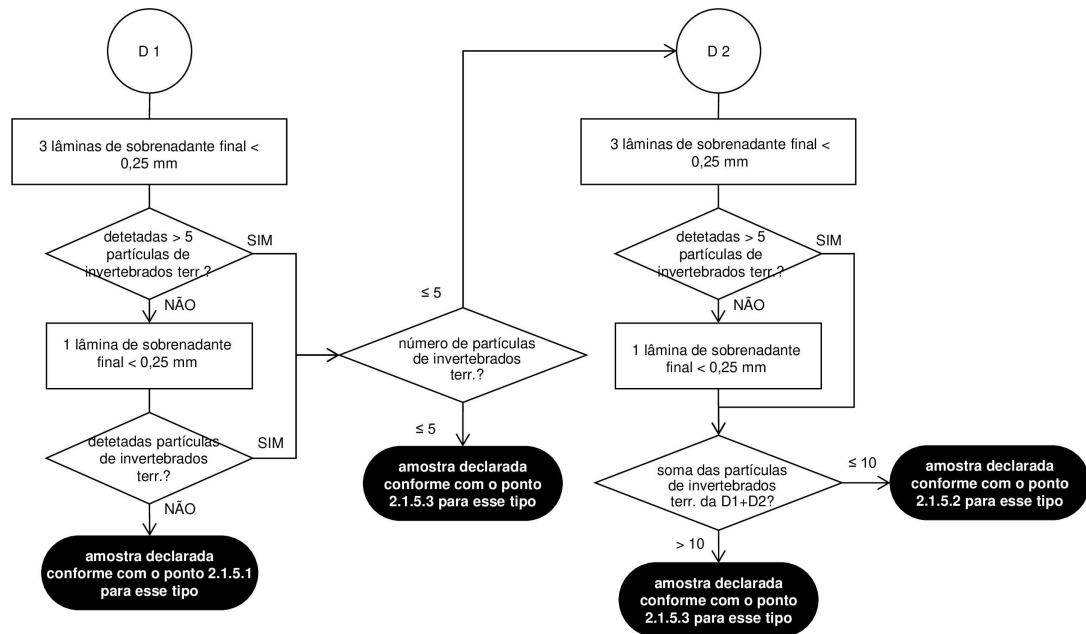 D 1
3 lâminas de sobrenadante final <
0,25 mm
detetadas > 5
partículas de
invertebrados terr.?
SIM
NÃO
1 lâmina de sobrenadante
final < 0,25 mm
detetadas partículas
de invertebrados
terr.?
SIM
NÃO
amostra declarada
conforme com o ponto 2.1.5.1
para esse tipo
≤ 5
número de partículas
de invertebrados
terr.?
≤ 5
amostra declarada
conforme com o ponto
2.1.5.3 para esse tipo
D 2
3 lâminas de sobrenadante final <
0,25 mm
detetadas > 5
partículas de
invertebrados terr.?
SIM
NÃO
1 lâmina de sobrenadante
final < 0,25 mm
soma das partículas
de invertebrados
terr. da D1+D2?
≤ 10
amostra declarada
conforme com o ponto
2.1.5.2 para esse tipo
> 10
amostra declarada
conforme com o ponto
2.1.5.3 para esse tipo